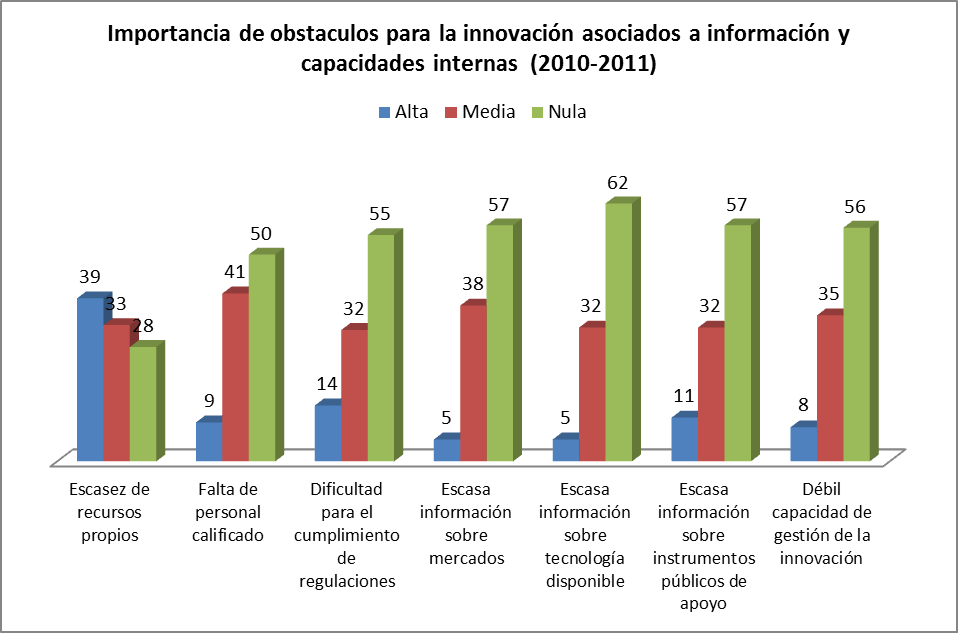 Importancia de obstaculos para la innovación asociados a información y
capacidades internas (2010-2011)
Alta Media Nula
39 33 28
9 41 50
14 32 55
5 38 57
5 32 62
11 32 57
8 35 56
Escasez de
recursos
propios
Falta de
personal
calificado
Dificultad
para el
cumplimiento
de
regulaciones
Escasa
información
sobre
mercados
Escasa
información
sobre
tecnología
disponible
Escasa
información
sobre
instrumentos
públicos de
apoyo
Débil
capacidad de
gestión de la
innovación